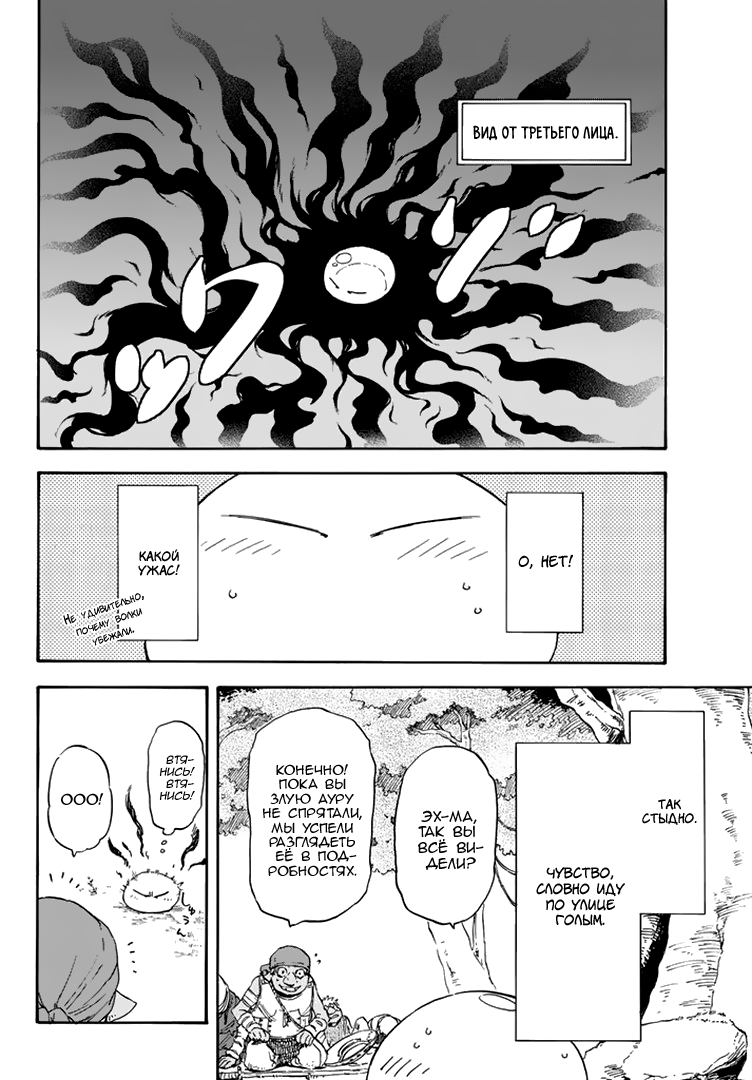 ВИД ОТ ТРЕТЬЕГО ЛИЦА.
ゾ
ク
ッ
О, НЕТ!
КАКОЙ
УЖАС!
Не удивительно,
почему волки
убежали.
ТАК
СТЫДНО.
ЧУВСТВО,
СЛОВНО ИДУ
ПО УЛИЦЕ
ГОЛЫМ.
ЭХ-МА,
ТАК ВЫ
ВСЁ ВИ-
ДЕЛИ?
КОНЕЧНО!
ПОКА ВЫ
ЗЛУЮ АУРУ
НЕ СПРЯТАЛИ,
МЫ УСПЕЛИ
РАЗГЛЯДЕТЬ
ЕЁ В ПОД-
РОБНОСТЯХ.
ВТЯ-
НИСЬ!
ВТЯ-
НИСЬ!
ООО!